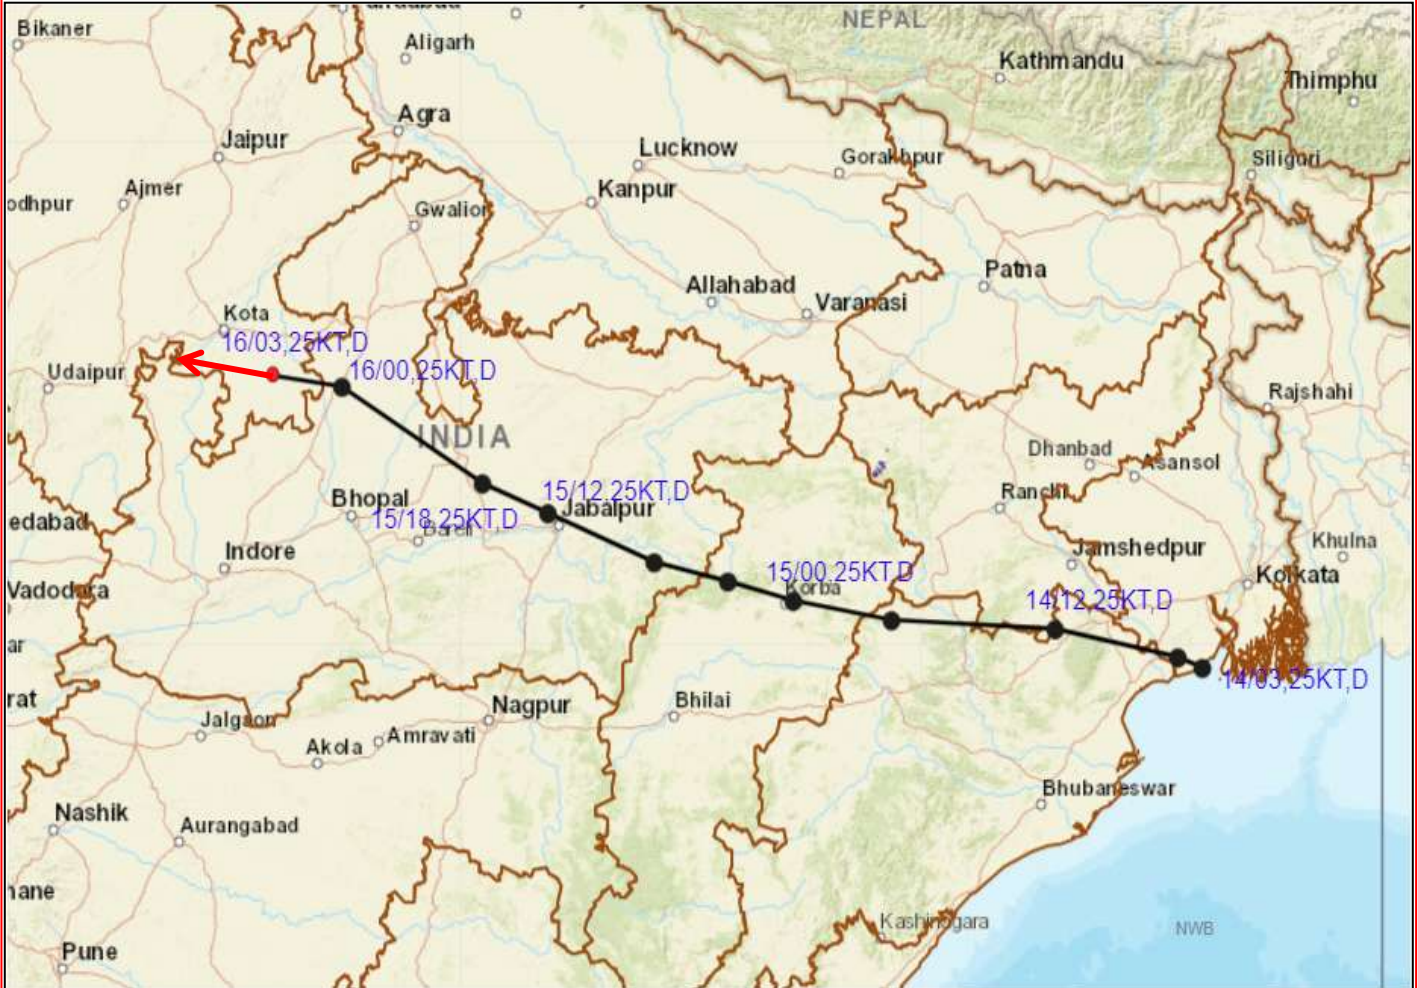 NEPAL
Bikaner
Aligarh
Kathmandu
Thimphu
Agra
Jaipur
Lucknow
Gorakhpur
Siliguri
Ajmer
Kanpur
odhpur
Gwalior
Patna
Allahabad
Varanasi
Kota
16/03,25KT,D
16/00,25KT,D
Udaipur
Rajshahi
INDIA
Dhanbad
Asansol
Bhopal
15/12.25KT,D
Jabalpur
Ranchi
15/18.25KT,D
Bareli
edabad
Indore
Jamshedpur
Khulna
15/00.25KT,D
Korba
Kolkata
Vadodara
14/12.25KT,D
ar
14/03,25KT,D
rat
Nagpur
Bhilai
Jalgaon
Akola
Amravati
Bhubaneswar
Nashik
Aurangabad
hane
Kashinagara
NWB
Pune